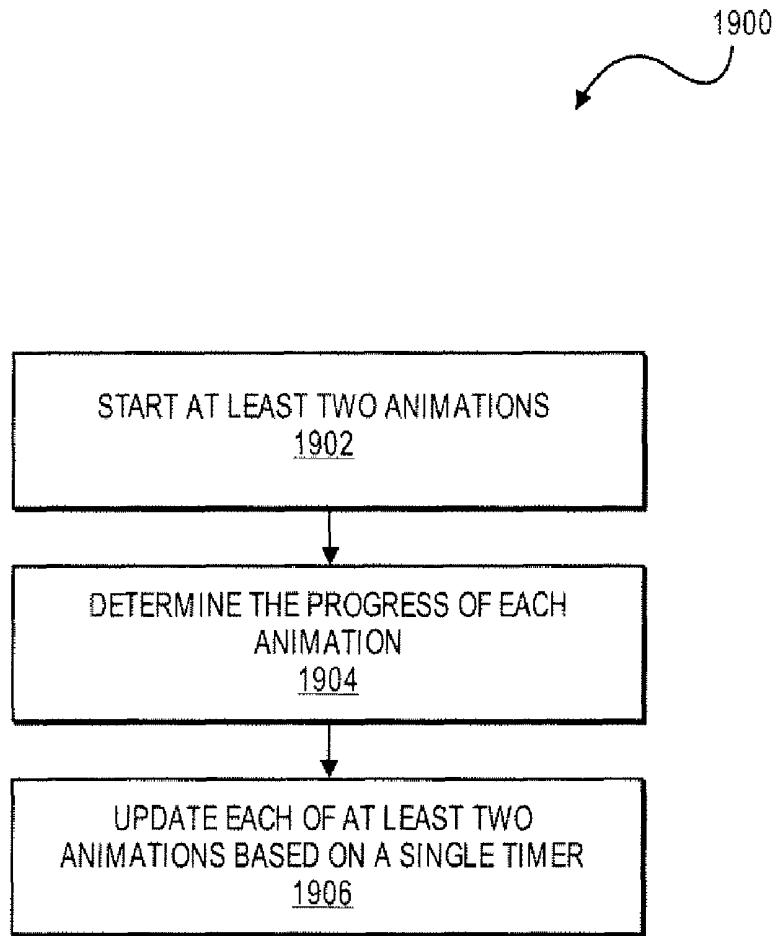 1900
START AT LEAST TWO ANIMATIONS
1902
DETERMINE THE PROGRESS OF EACH
ANIMATION
1904
UPDATE EACH OF AT LEAST TWO
ANIMATIONS BASED ON A SINGLE TIMER
1906